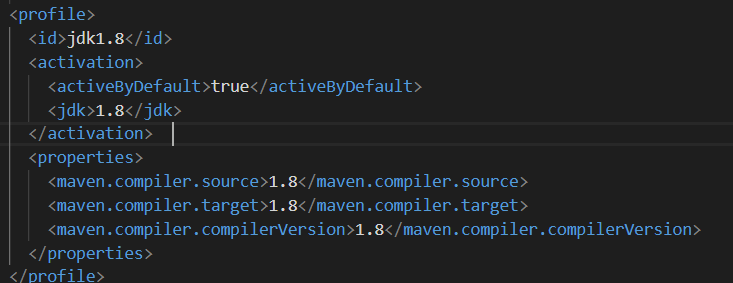 <profile>
<id>jdk1.8</id>
<activation>
<activeByDefault>true</activeByDefault>
<jdk>1.8</jdk>
</activation>
<properties>
<maven.compiler.source>1.8</maven.compiler.source>
<maven.compiler.target>1.8</maven.compiler.target>
<maven.compiler.compilerVersion>1.8</maven.compiler.compilerVersion>
</properties>
</profile>